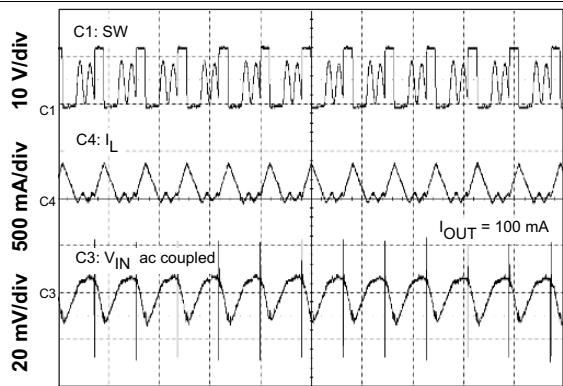 C1: SW
10 V/div
C1
C4: IL
500 mA/div
C4
IOUT = 100 mA
C3: VIN ac coupled
20 mV/div
C3